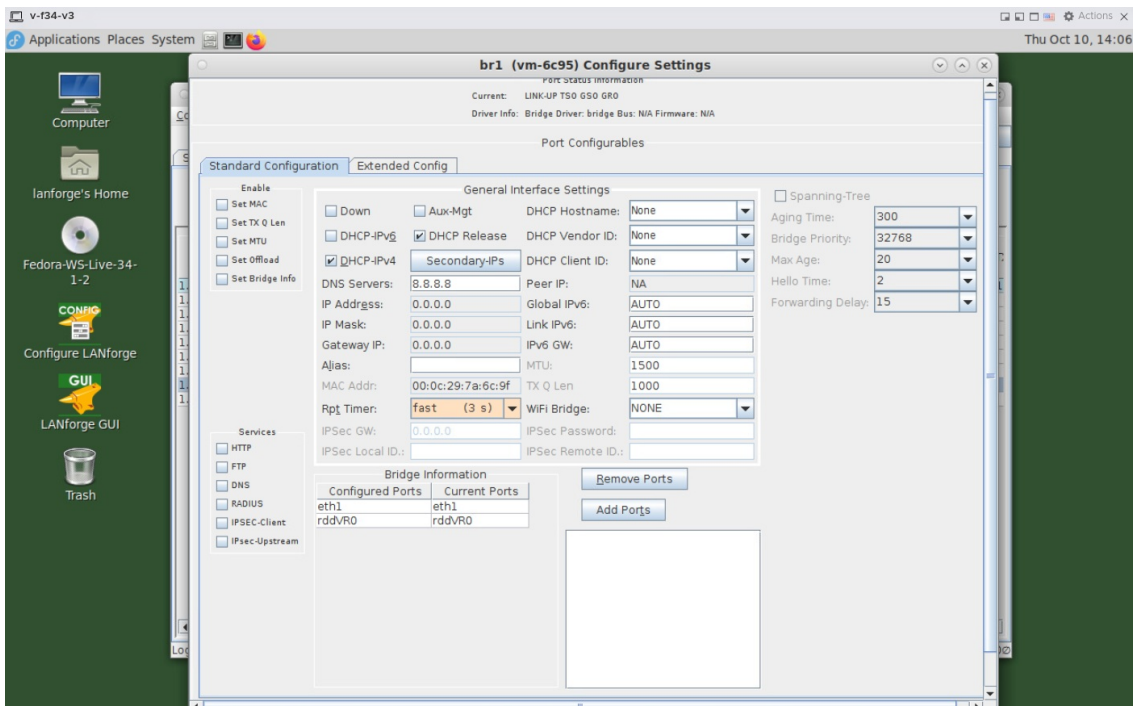 v-f34-v3
Actions
Applications Places System
Thu Oct 10, 14:06
Computer
lanforge's Home
Fedora-WS-Live-34-
1-2
CONFIG
Configure LANforge
GUI
LANforge GUI
Trash
br1 (vm-6c95) Configure Settings
Port Status Information
Current: LINK-UP TSO GSO GRO
Driver Info: Bridge Driver: bridge Bus: N/A Firmware: N/A
Port Configurables
Standard Configuration Extended Config
Enable
Set MAC
Set TX Q Len
Set MTU
Set Offload
Set Bridge Info
Services
HTTP
FTP
DNS
RADIUS
IPSEC-Client
IPsec-Upstream
General Interface Settings
Down Aux-Mgt DHCP Hostname: None
DHCP-IPv6 DHCP Release DHCP Vendor ID: None
DHCP-IPv4 Secondary-IPs DHCP Client ID: None
DNS Servers: 8.8.8.8 Peer IP: NA
IP Address: 0.0.0.0 Global IPv6: AUTO
IP Mask: 0.0.0.0 Link IPv6: AUTO
Gateway IP: 0.0.0.0 IPv6 GW: AUTO
Alias: MTU: 1500
MAC Addr: 00:0c:29:7a:6c:9f TX Q Len 1000
Rpt Timer: fast (3 s) WiFi Bridge: NONE
IPSec GW: 0.0.0.0 IPSec Password:
IPSec Local ID.: IPSec Remote ID.:
Spanning-Tree
Aging Time: 300
Bridge Priority: 32768
Max Age: 20
Hello Time: 2
Forwarding Delay: 15
Bridge Information
Configured Ports Current Ports
eth1 eth1
rddVR0 rddVR0
Remove Ports
Add Ports